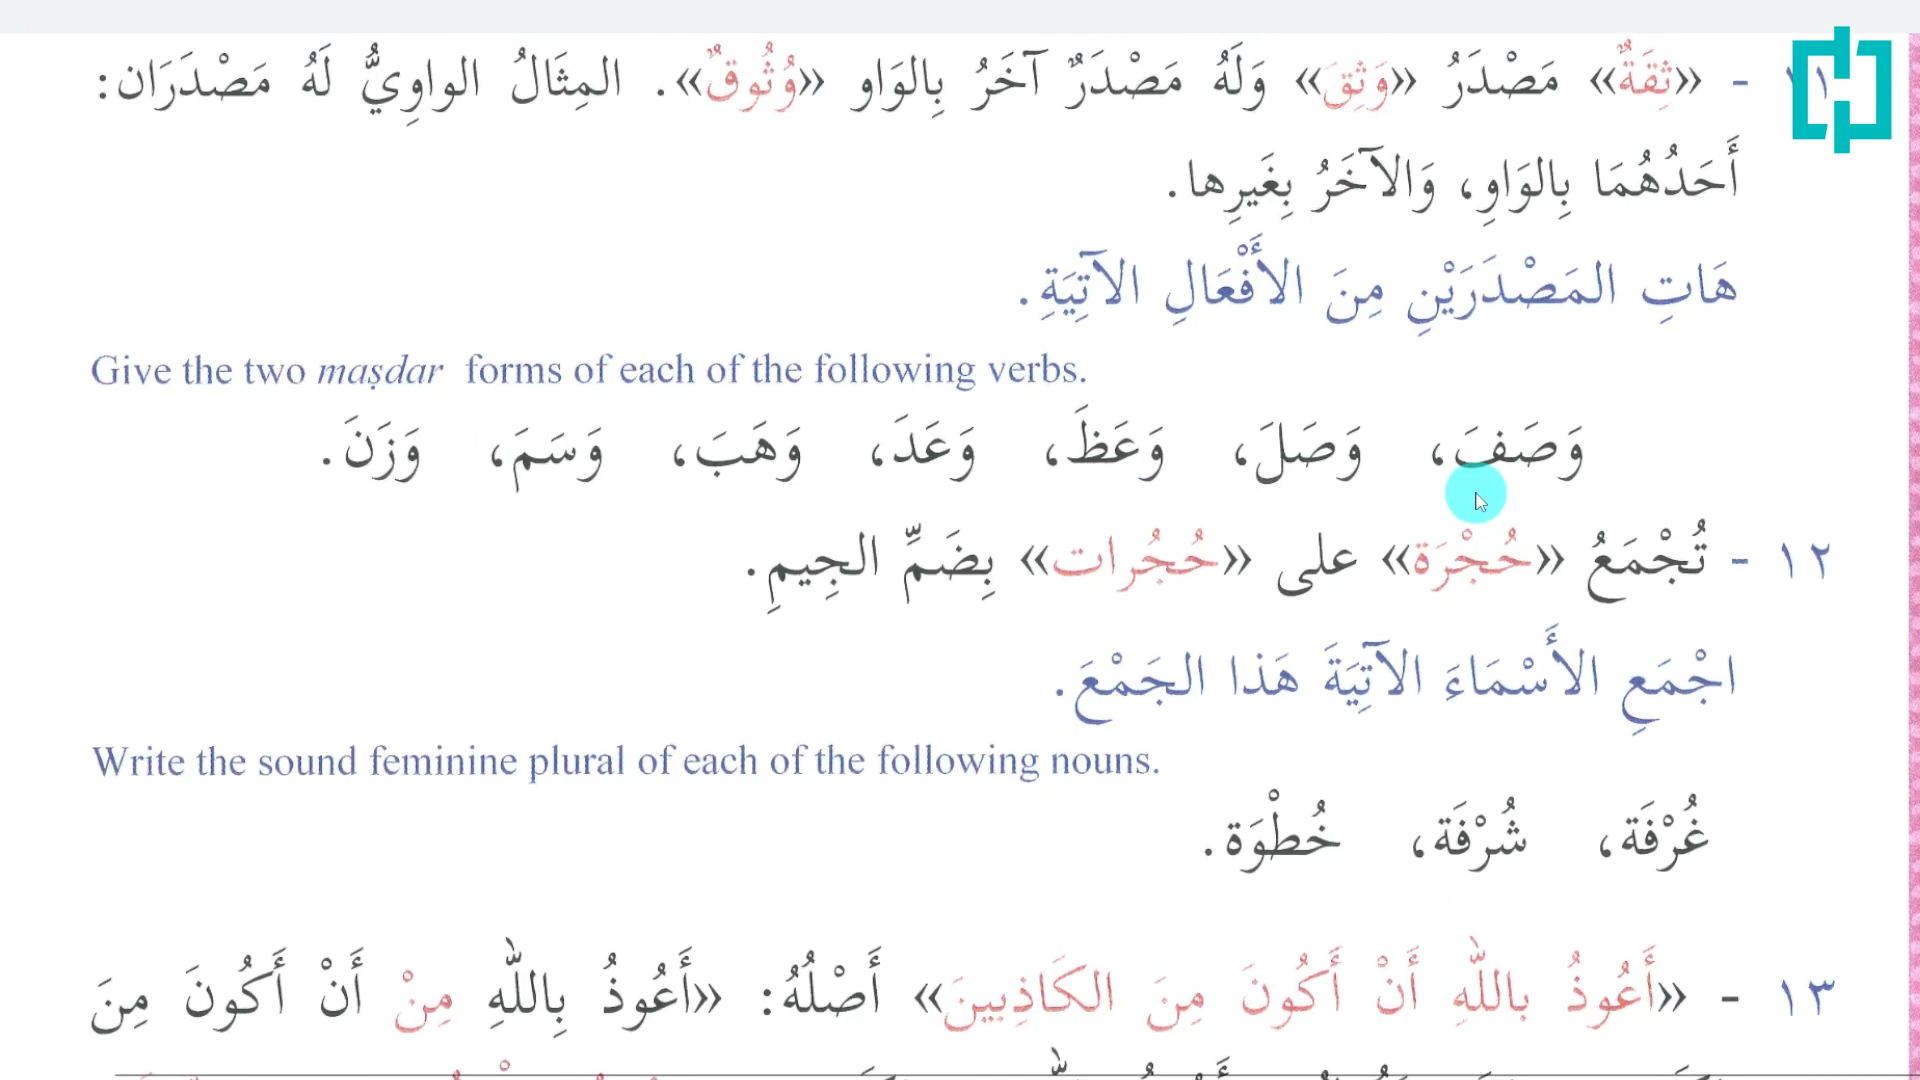 ١١ - «ثِقَةٌ» مَصْدَرُ «وَثِقَ» وَلَهُ مَصْدَرٌ آخَرُ بِالوَاو «وُثُوقٌ». المِثَالُ الواوِيُّ لَهُ مَصْدَرَان:
أَحَدُهُمَا بِالوَاوِ، وَالآخَرُ بِغَيرِها.
هَاتِ المَصْدَرَيْنِ مِنَ الأَفْعَالِ الآتِيَةِ.
Give the two maṣdar forms of each of the following verbs.
وَصَفَ، وَصَلَ، وَعَظَ، وَعَدَ، وَهَبَ، وَسَمَ، وَزَنَ.
١٢ - تُجْمَعُ «حُجْرَة» على «حُجُرات» بِضَمِّ الجِيمِ.
اجْمَعِ الأَسْمَاءَ الآتِيَةَ هَذا الجَمْعَ.
Write the sound feminine plural of each of the following nouns.
غُرْفَة، شُرْفَة، خُطْوَة.
١٣ - «أَعُوذُ بِاللّٰهِ أَنْ أَكُونَ مِنَ الكَاذِبِينَ» أَصْلُهُ: «أَعُوذُ بِاللّٰهِ مِنْ أَنْ أَكُونَ مِنَ